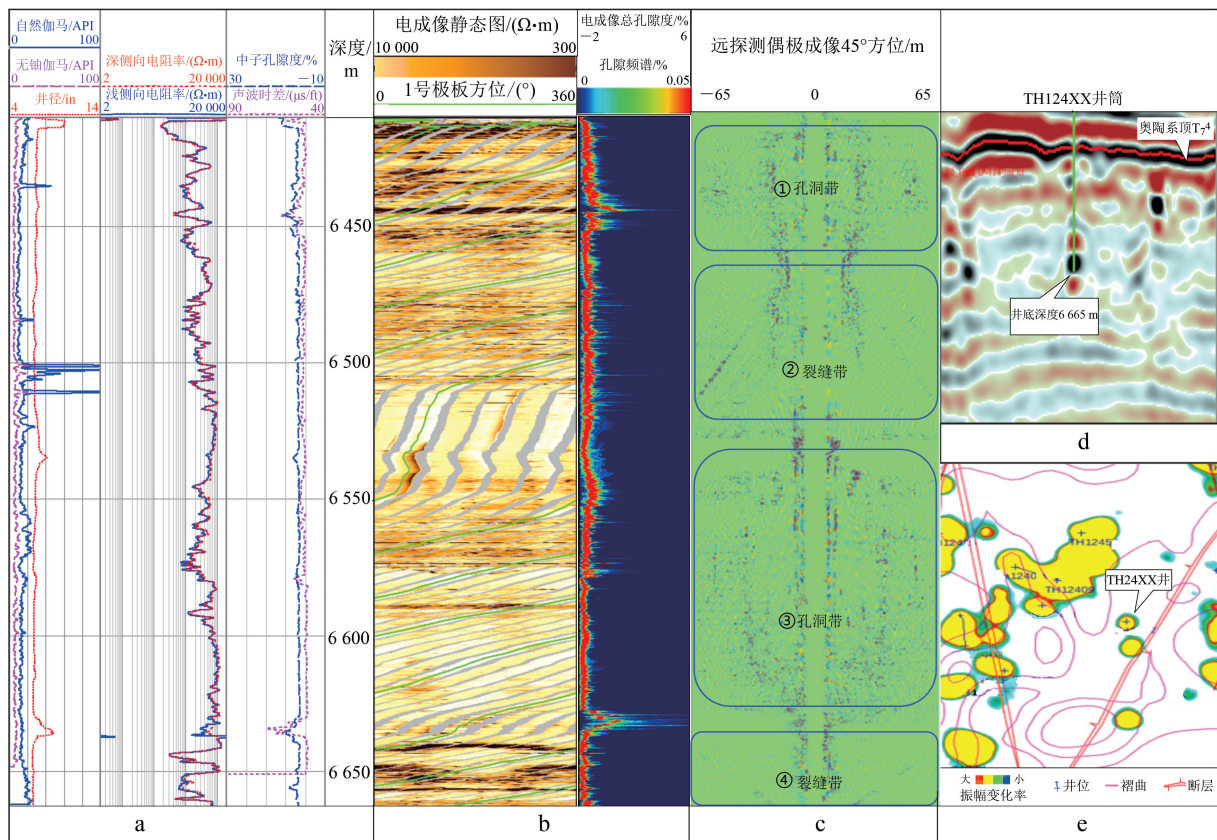 自然伽马/API
0 100
无铀伽马/API
0 100
井径/in
4 14
深侧向电阻率/(Ω·m)
2 20 000
浅侧向电阻率/(Ω·m)
2 20 000
中子孔隙度/%
30 −10
声波时差/(μs/ft)
90 40
深度/
m
电成像静态图/(Ω·m)
10 000 300
1号极板方位/(°)
0 360
电成像总孔隙度/%
−2 6
孔隙频谱/%
0 0.05
远探测偶极成像45°方位/m
−65 0 65
6 450
6 500
6 550
6 600
6 650
①孔洞带
②裂缝带
③孔洞带
④裂缝带
TH124XX井筒
奥陶系顶T₇⁴
井底深度6 665 m
TH1245
1240
TH12409
TH24XX井
大 小
振幅变化率
井位
褶曲
断层
a
b
c
d
e